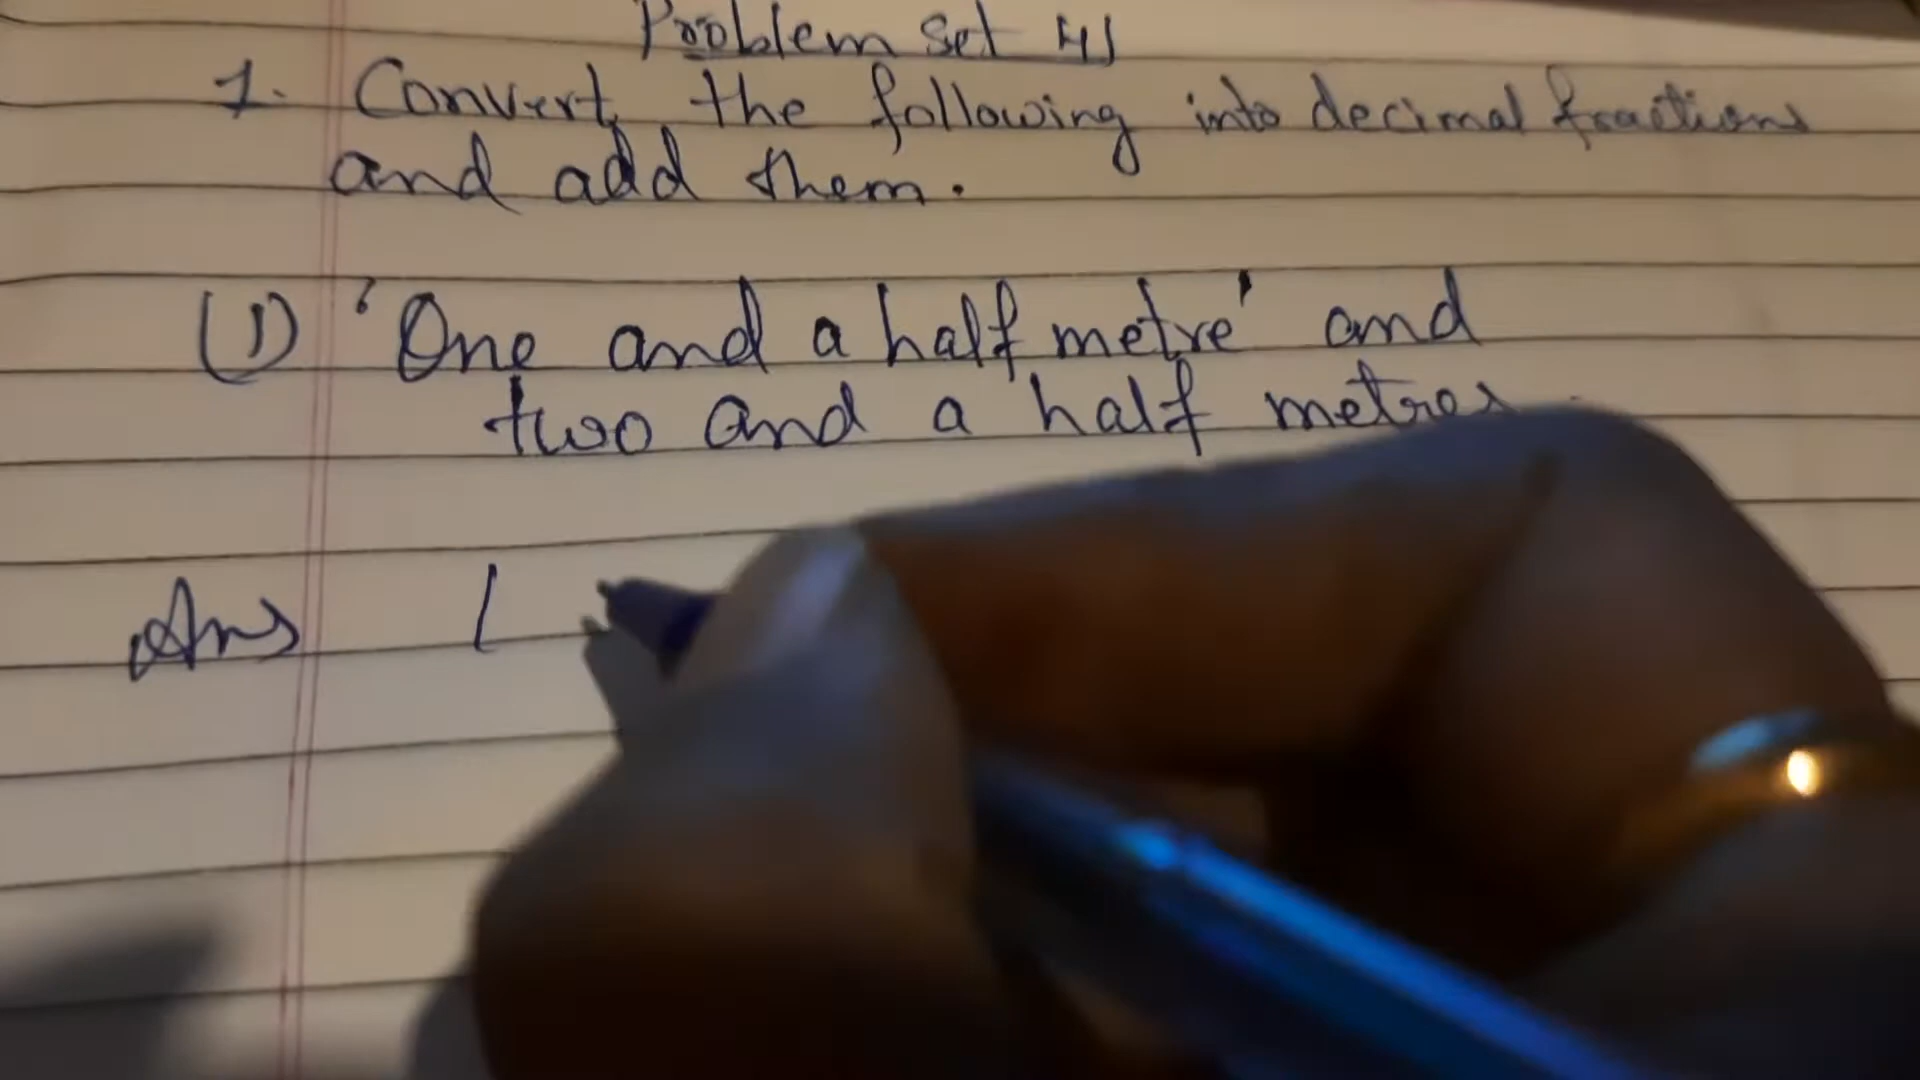 Problem Set 41
1. Convert the following into decimal fractions
and add them.
(1) 'One and a half metre' and
two and a half metres.
Ans 1